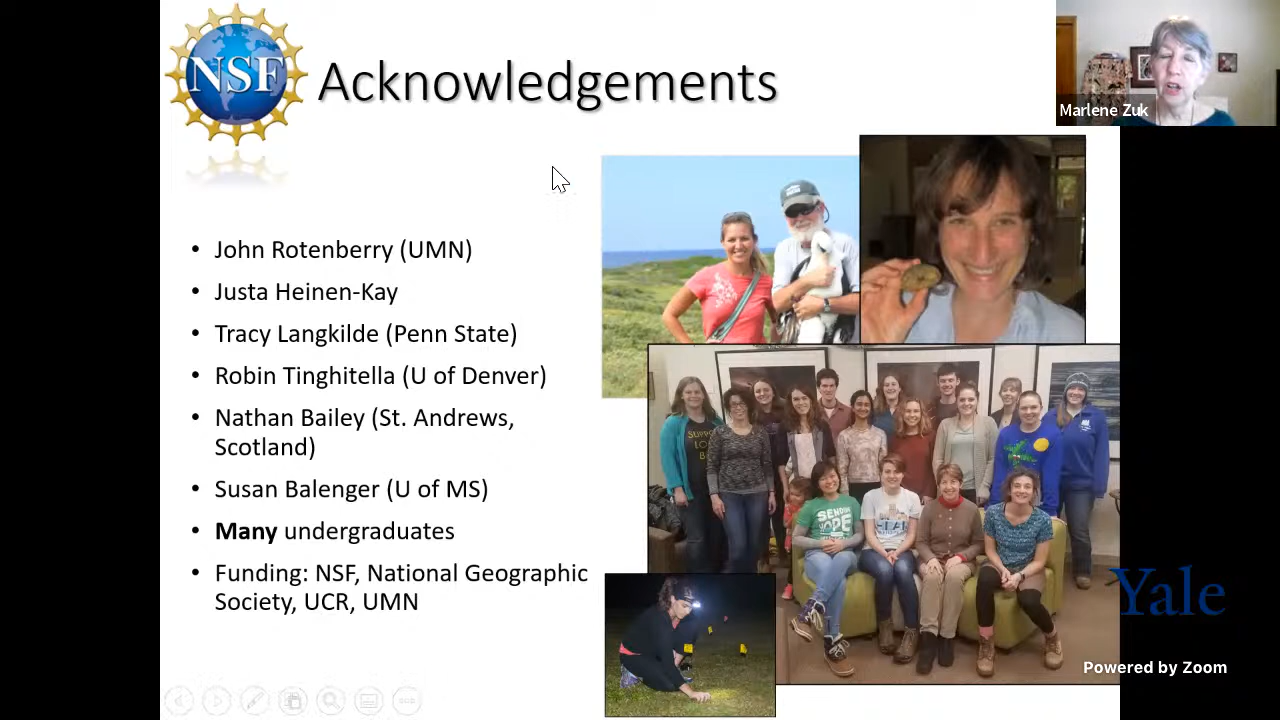 NSF
Acknowledgements
Marlene Zuk
• John Rotenberry (UMN)
• Justa Heinen-Kay
• Tracy Langkilde (Penn State)
• Robin Tinghitella (U of Denver)
• Nathan Bailey (St. Andrews,
Scotland)
• Susan Balenger (U of MS)
• Many undergraduates
• Funding: NSF, National Geographic
Society, UCR, UMN
SENDING
HOPE
Yale
Powered by Zoom